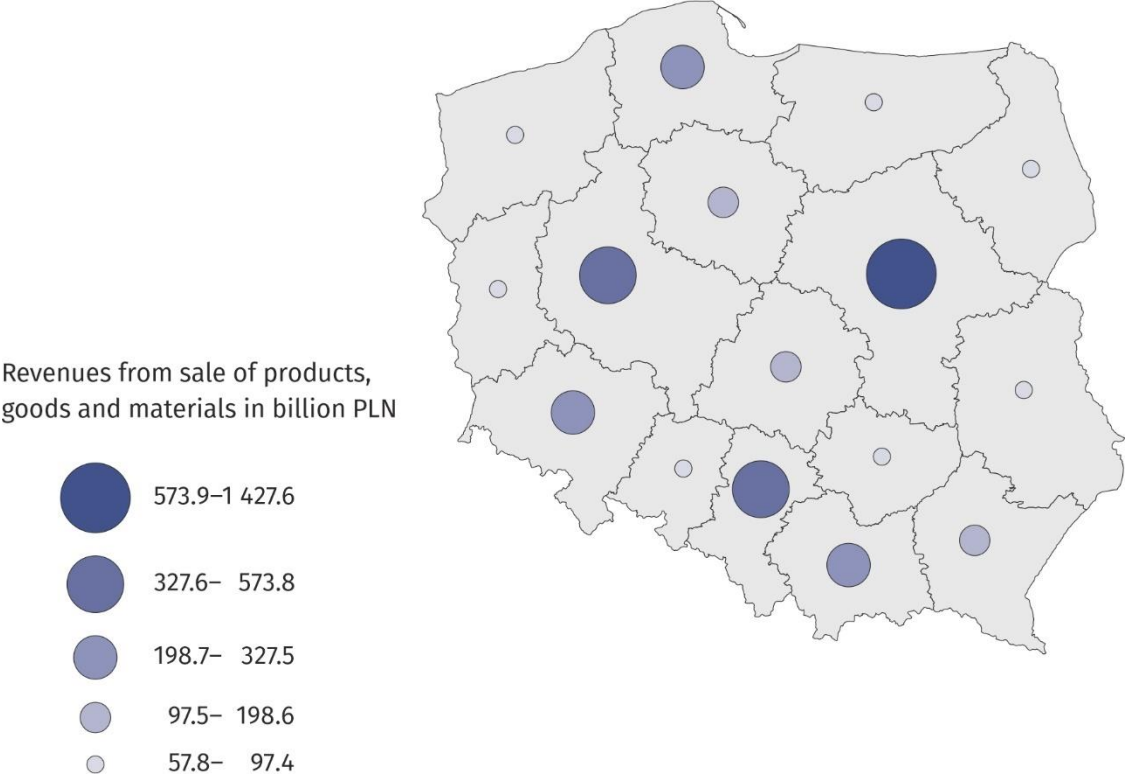 Revenues from sale of products,
goods and materials in billion PLN
573.9–1 427.6
327.6– 573.8
198.7– 327.5
97.5– 198.6
57.8– 97.4